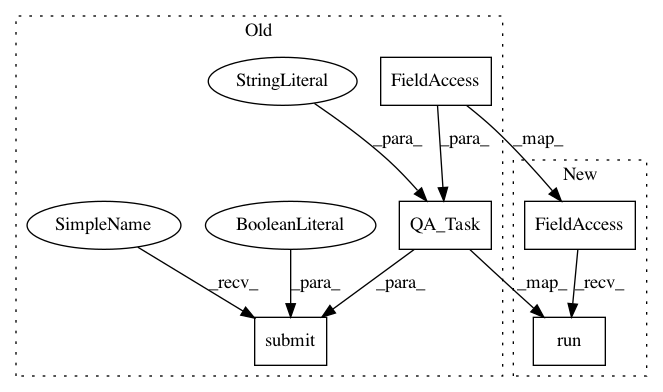 Old
StringLiteral FieldAccess
_para_ _para_ _map_
New
SimpleName BooleanLiteral QA_Task FieldAccess
_recv_ _para_ _para_ _map_ _recv_
submit run